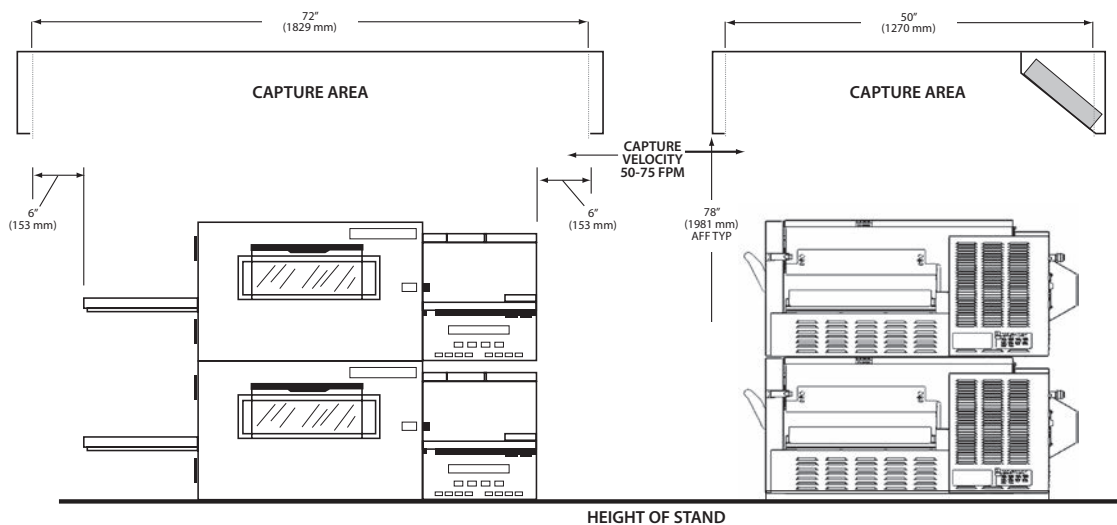 72”
(1829 mm)
50”
(1270 mm)
CAPTURE AREA
CAPTURE AREA
CAPTURE
VELOCITY
50-75 FPM
6”
(153 mm)
6”
(153 mm)
78”
(1981 mm)
AFF TYP
HEIGHT OF STAND